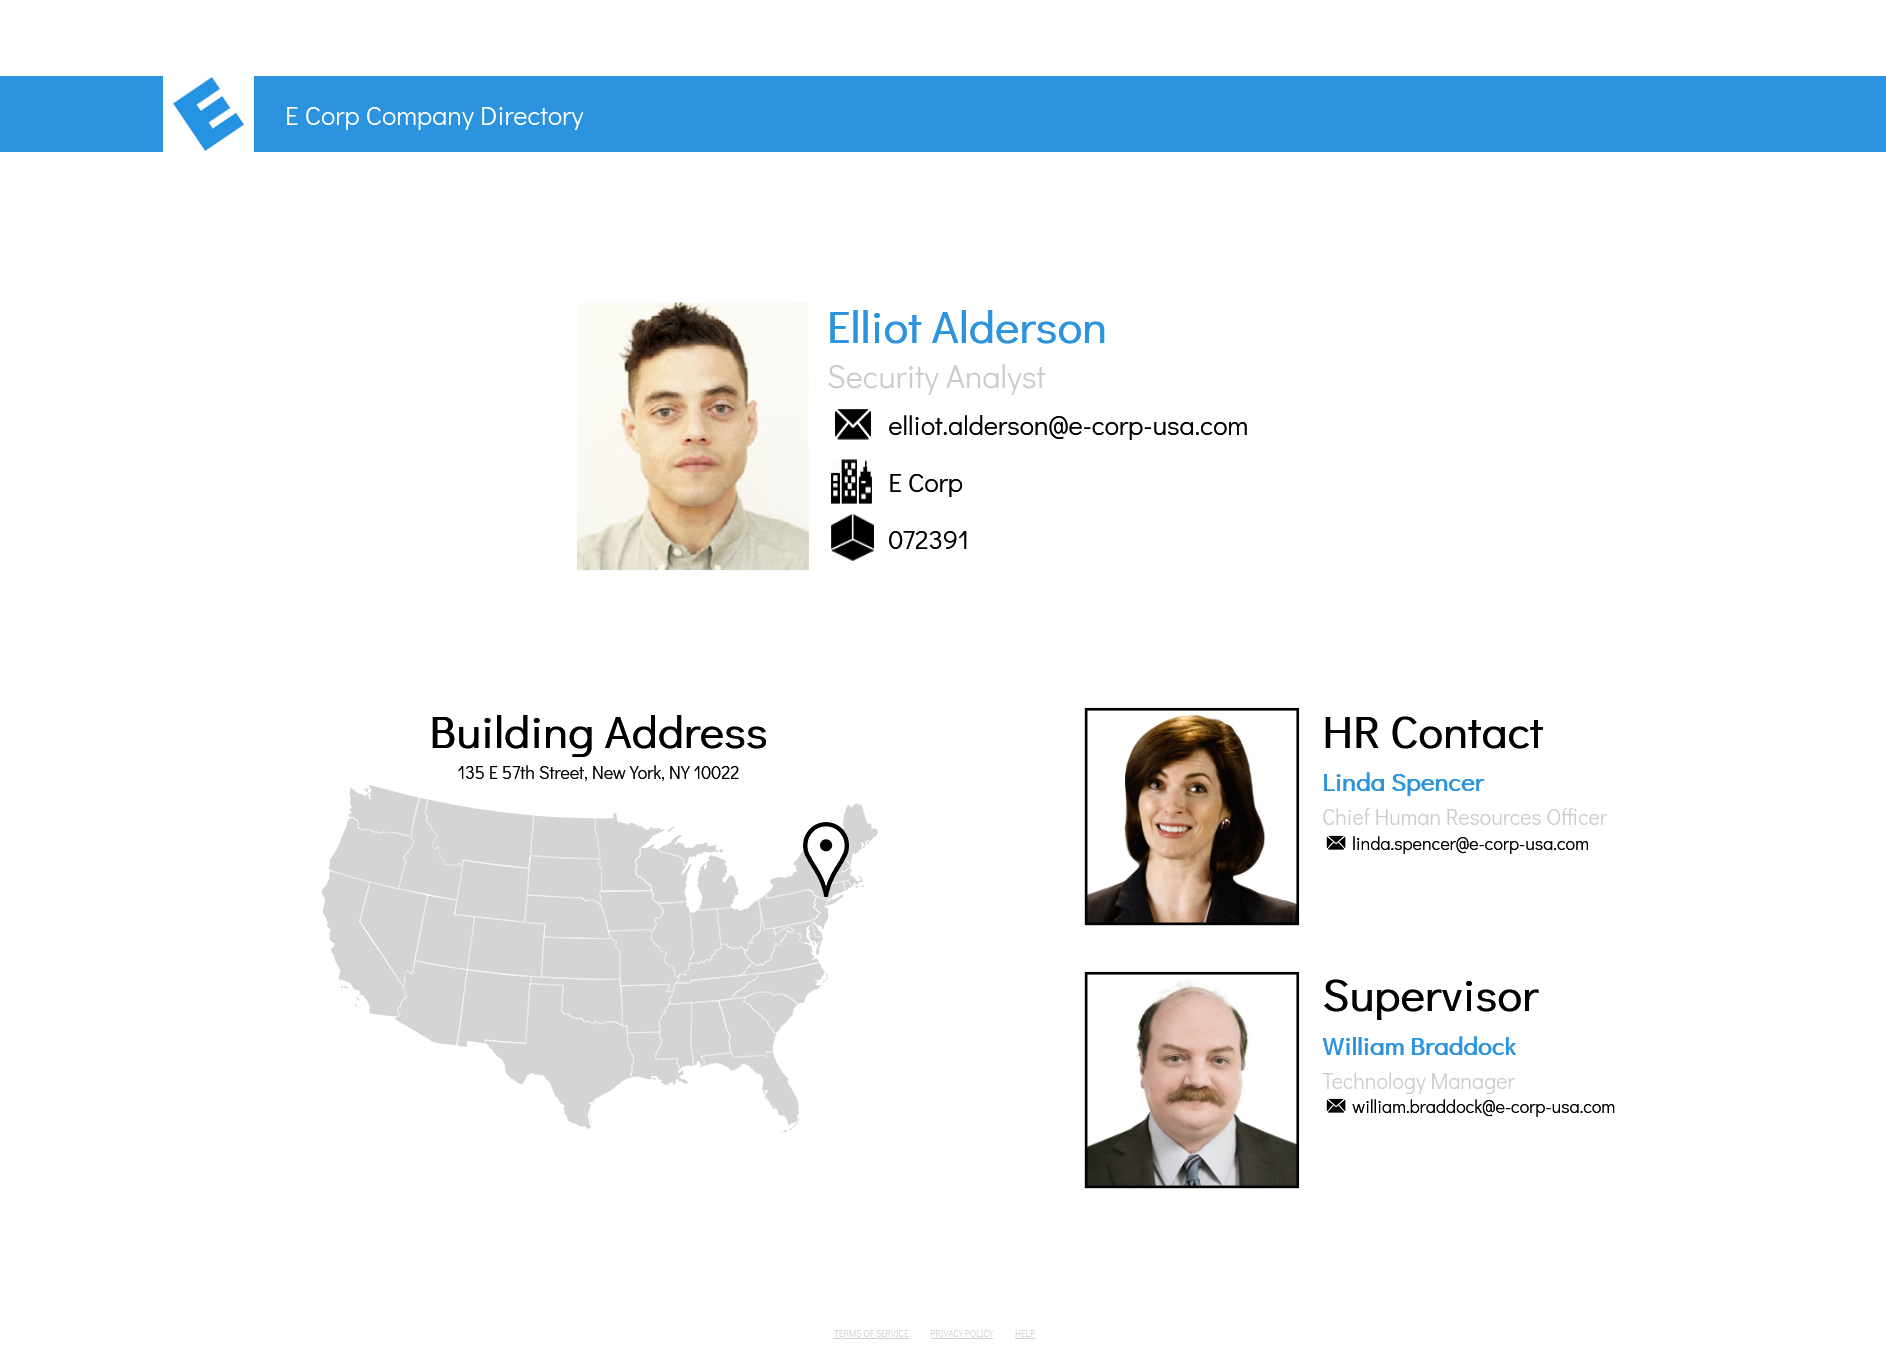 E Corp Company Directory
Elliot Alderson
Security Analyst
elliot.alderson@e-corp-usa.com
E Corp
072391
Building Address
135 E 57th Street, New York, NY 10022
HR Contact
Linda Spencer
Chief Human Resources Officer
linda.spencer@e-corp-usa.com
Supervisor
William Braddock
Technology Manager
william.braddock@e-corp-usa.com
TERMS OF SERVICE PRIVACY POLICY HELP